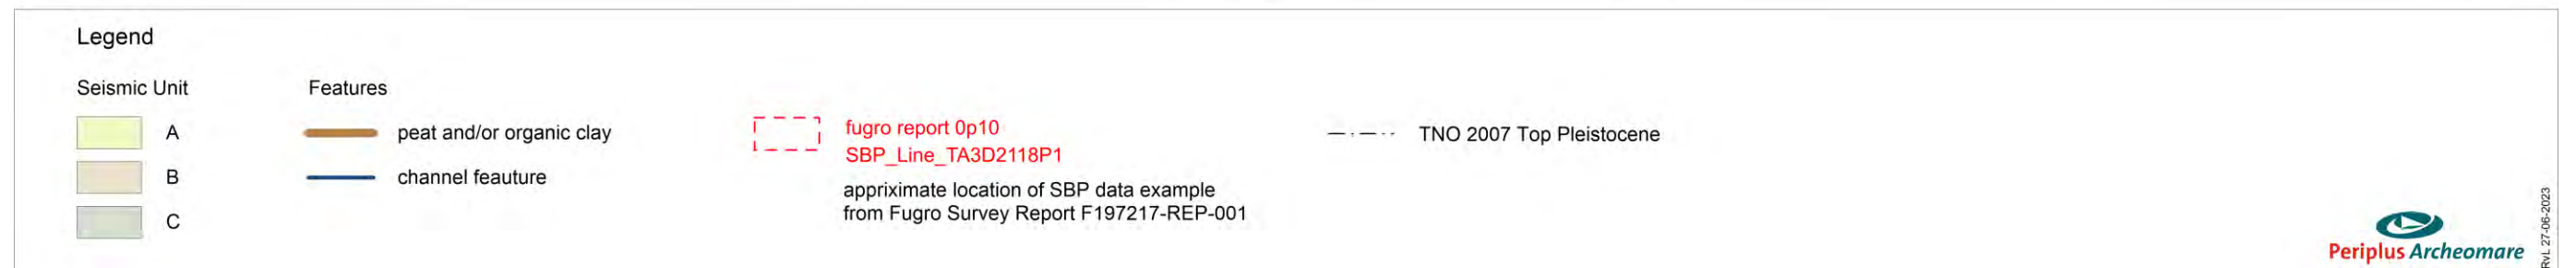 Legend
Seismic Unit
A
B
C
Features
peat and/or organic clay
channel feauture
fugro report 0p10
SBP_Line_TA3D2118P1
appriximate location of SBP data example
from Fugro Survey Report F197217-REP-001
TNO 2007 Top Pleistocene
Periplus Archeomare
RvL 27-06-2023